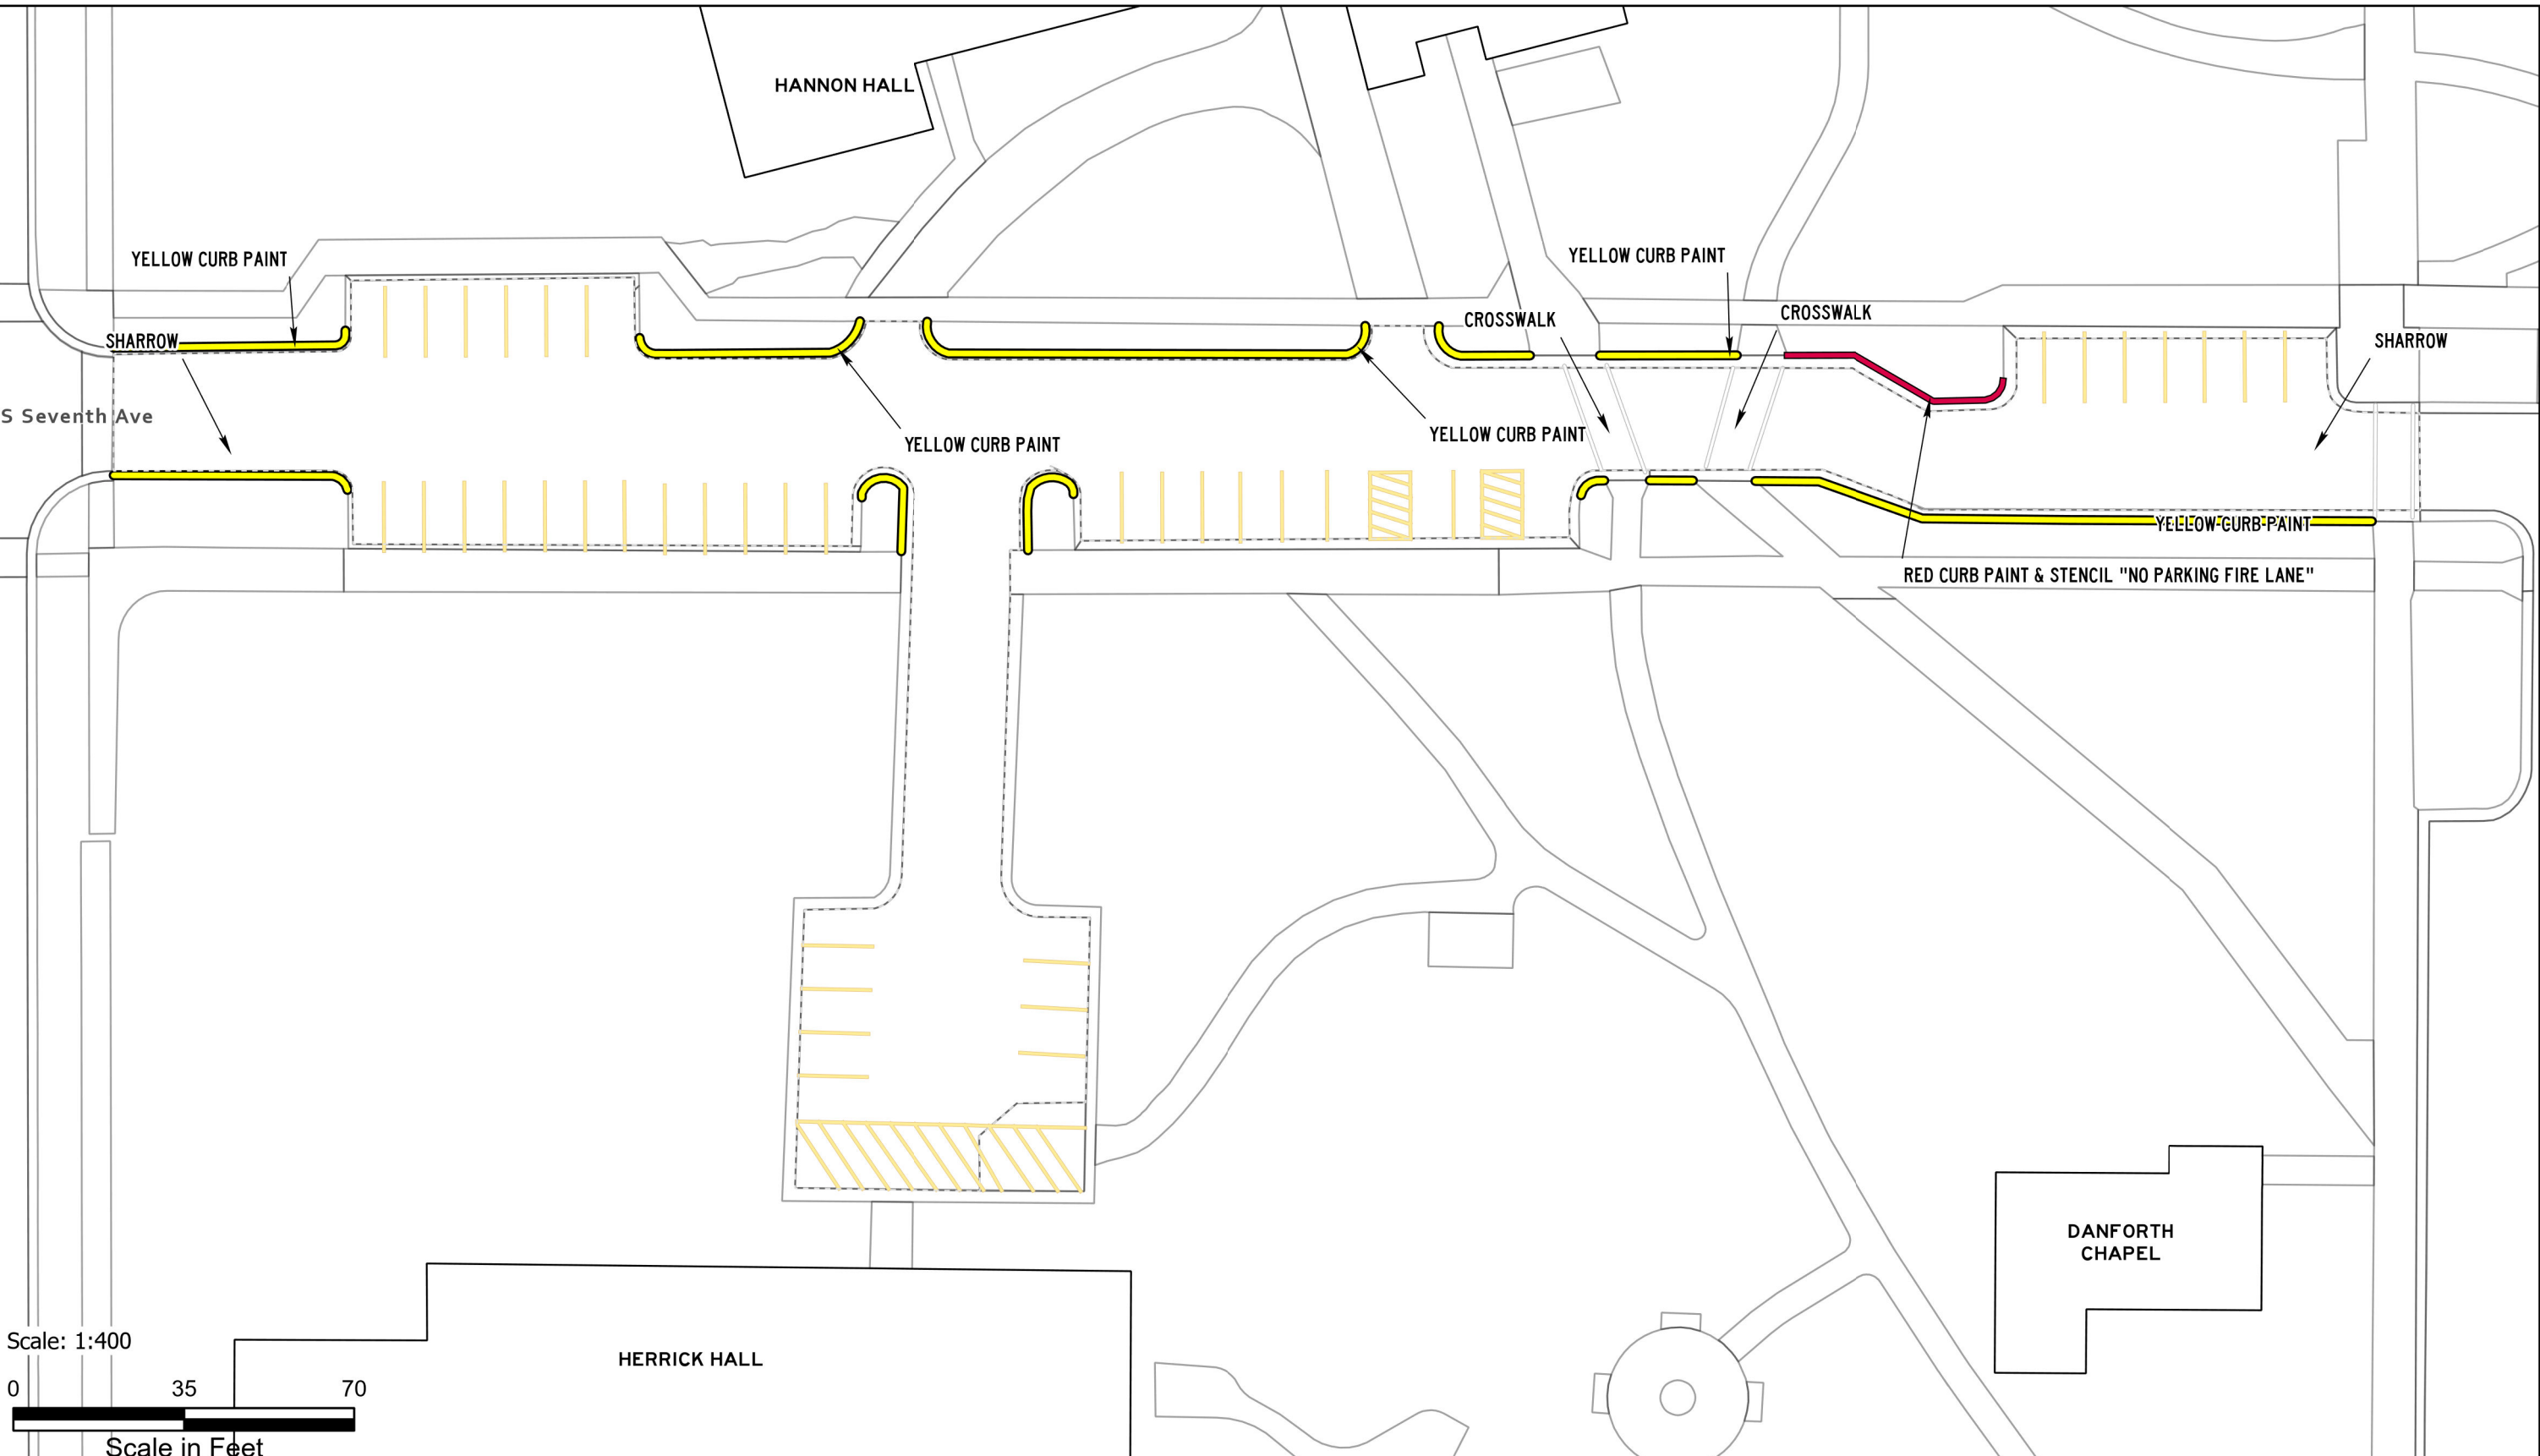 HANNON HALL
YELLOW CURB PAINT
YELLOW CURB PAINT
CROSSWALK
CROSSWALK
SHARROW
SHARROW
S Seventh Ave
YELLOW CURB PAINT
YELLOW CURB PAINT
YELLOW CURB PAINT
RED CURB PAINT & STENCIL "NO PARKING FIRE LANE"
DANFORTH
CHAPEL
HERRICK HALL
Scale: 1:400
0 35 70
Scale in Feet